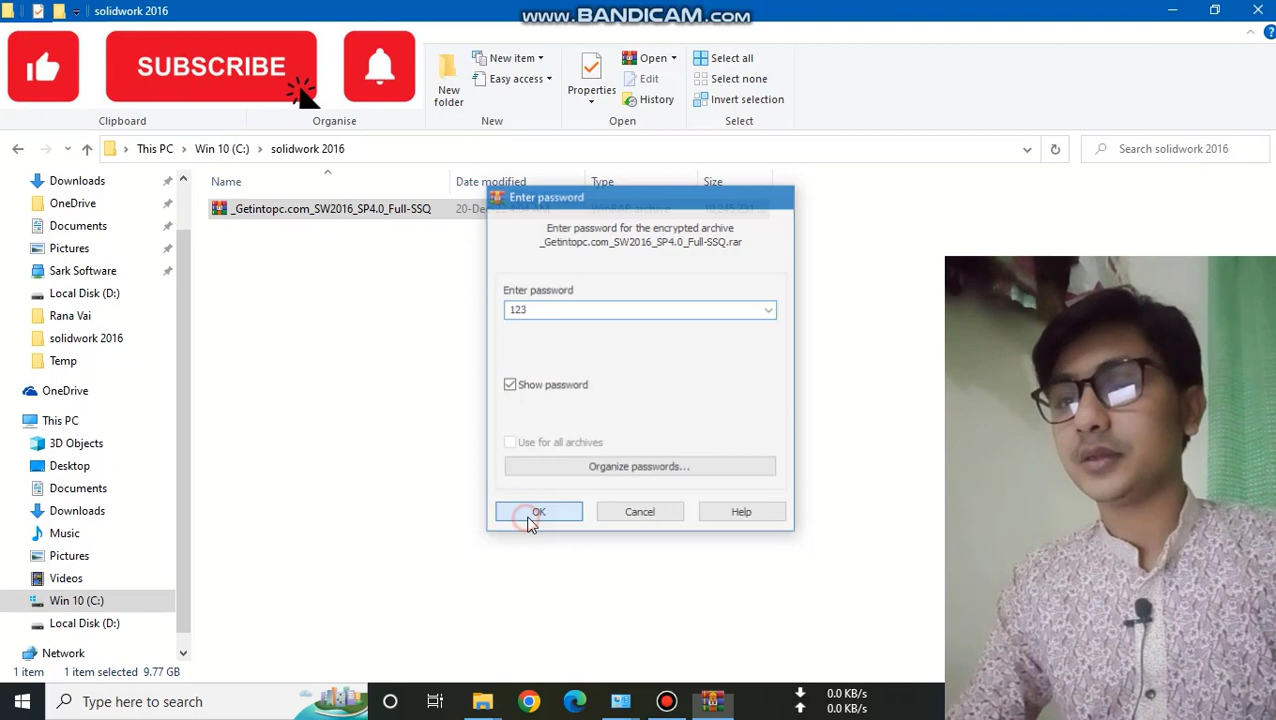 solidwork 2016
www.BANDICAM.com
SUBSCRIBE
New folder
New item
Easy access
Properties
Open
Edit
History
Select all
Select none
Invert selection
Clipboard
Organise
New
Open
Select
This PC
Win 10 (C:)
solidwork 2016
Search solidwork 2016
Name
Date modified
Type
Size
_Getintopc.com_SW2016_SP4.0_Full-SSQ
Downloads
OneDrive
Documents
Pictures
Sark Software
Local Disk (D:)
Rana Vai
solidwork 2016
Temp
OneDrive
This PC
3D Objects
Desktop
Documents
Downloads
Music
Pictures
Videos
Win 10 (C:)
Local Disk (D:)
Network
Enter password
Enter password for the encrypted archive
_Getintopc.com_SW2016_SP4.0_Full-SSQ.rar
Enter password
123
Show password
Use for all archives
Organize passwords...
OK
Cancel
Help
1 item
1 item selected 9.77 GB
Type here to search
0.0 KB/s
0.0 KB/s